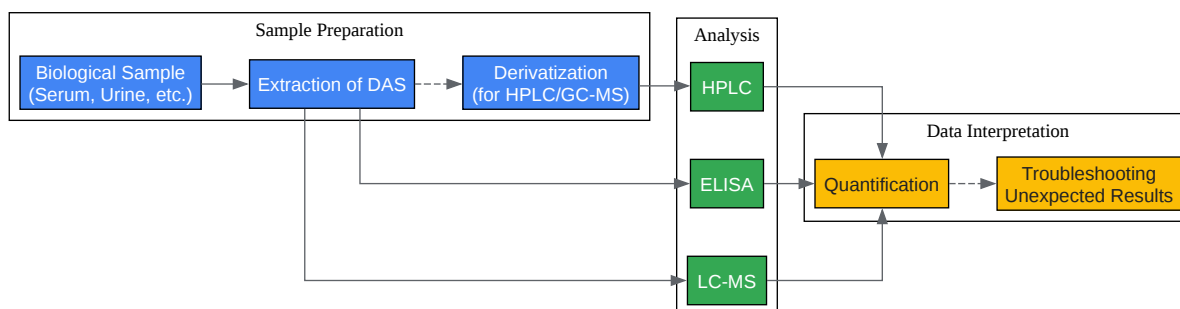 Sample Preparation
Biological Sample
(Serum, Urine, etc.)
Extraction of DAS
Derivatization
(for HPLC/GC-MS)
Analysis
HPLC
ELISA
LC-MS
Data Interpretation
Quantification
Troubleshooting
Unexpected Results